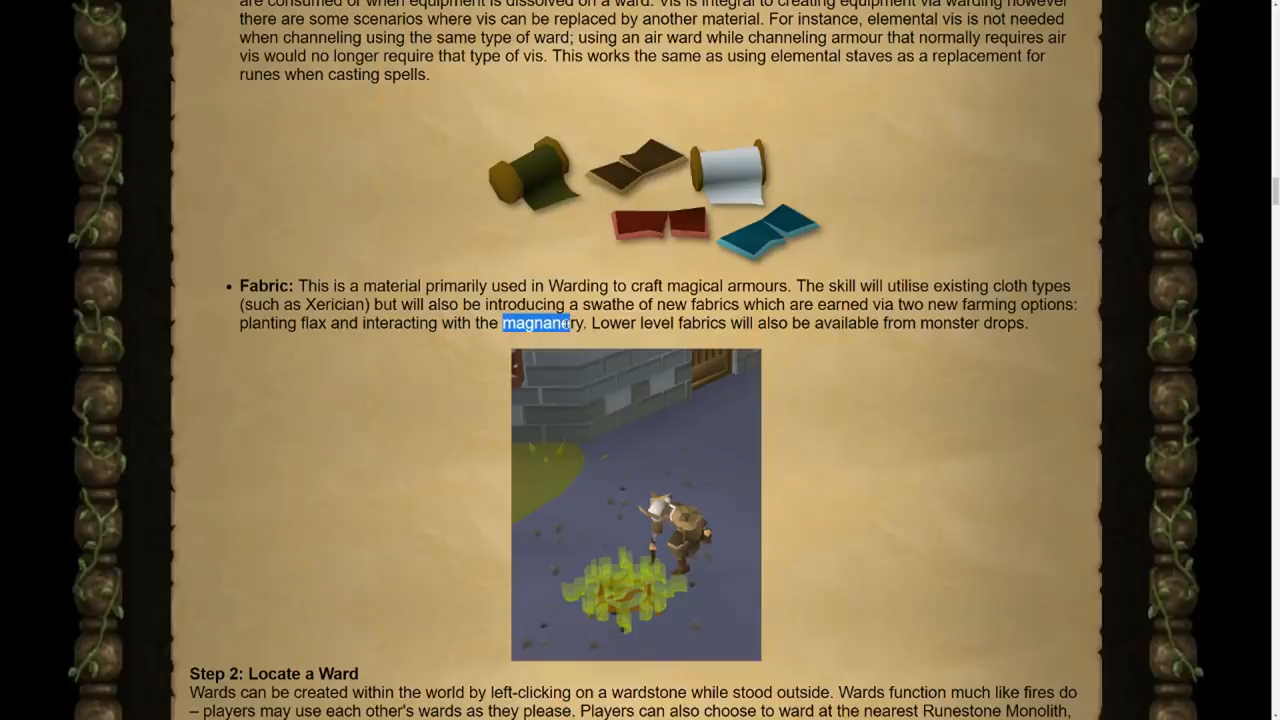 are consumed or when equipment is dissolved on a ward. Vis is integral to creating equipment via warding however
there are some scenarios where vis can be replaced by another material. For instance, elemental vis is not needed
when channeling using the same type of ward; using an air ward while channeling armour that normally requires air
vis would no longer require that type of vis. This works the same as using elemental staves as a replacement for
runes when casting spells.
• Fabric: This is a material primarily used in Warding to craft magical armours. The skill will utilise existing cloth types
(such as Xerician) but will also be introducing a swathe of new fabrics which are earned via two new farming options:
planting flax and interacting with the magnanery. Lower level fabrics will also be available from monster drops.
Step 2: Locate a Ward
Wards can be created within the world by left-clicking on a wardstone while stood outside. Wards function much like fires do
– players may use each other's wards as they please. Players can also choose to ward at the nearest Runestone Monolith,